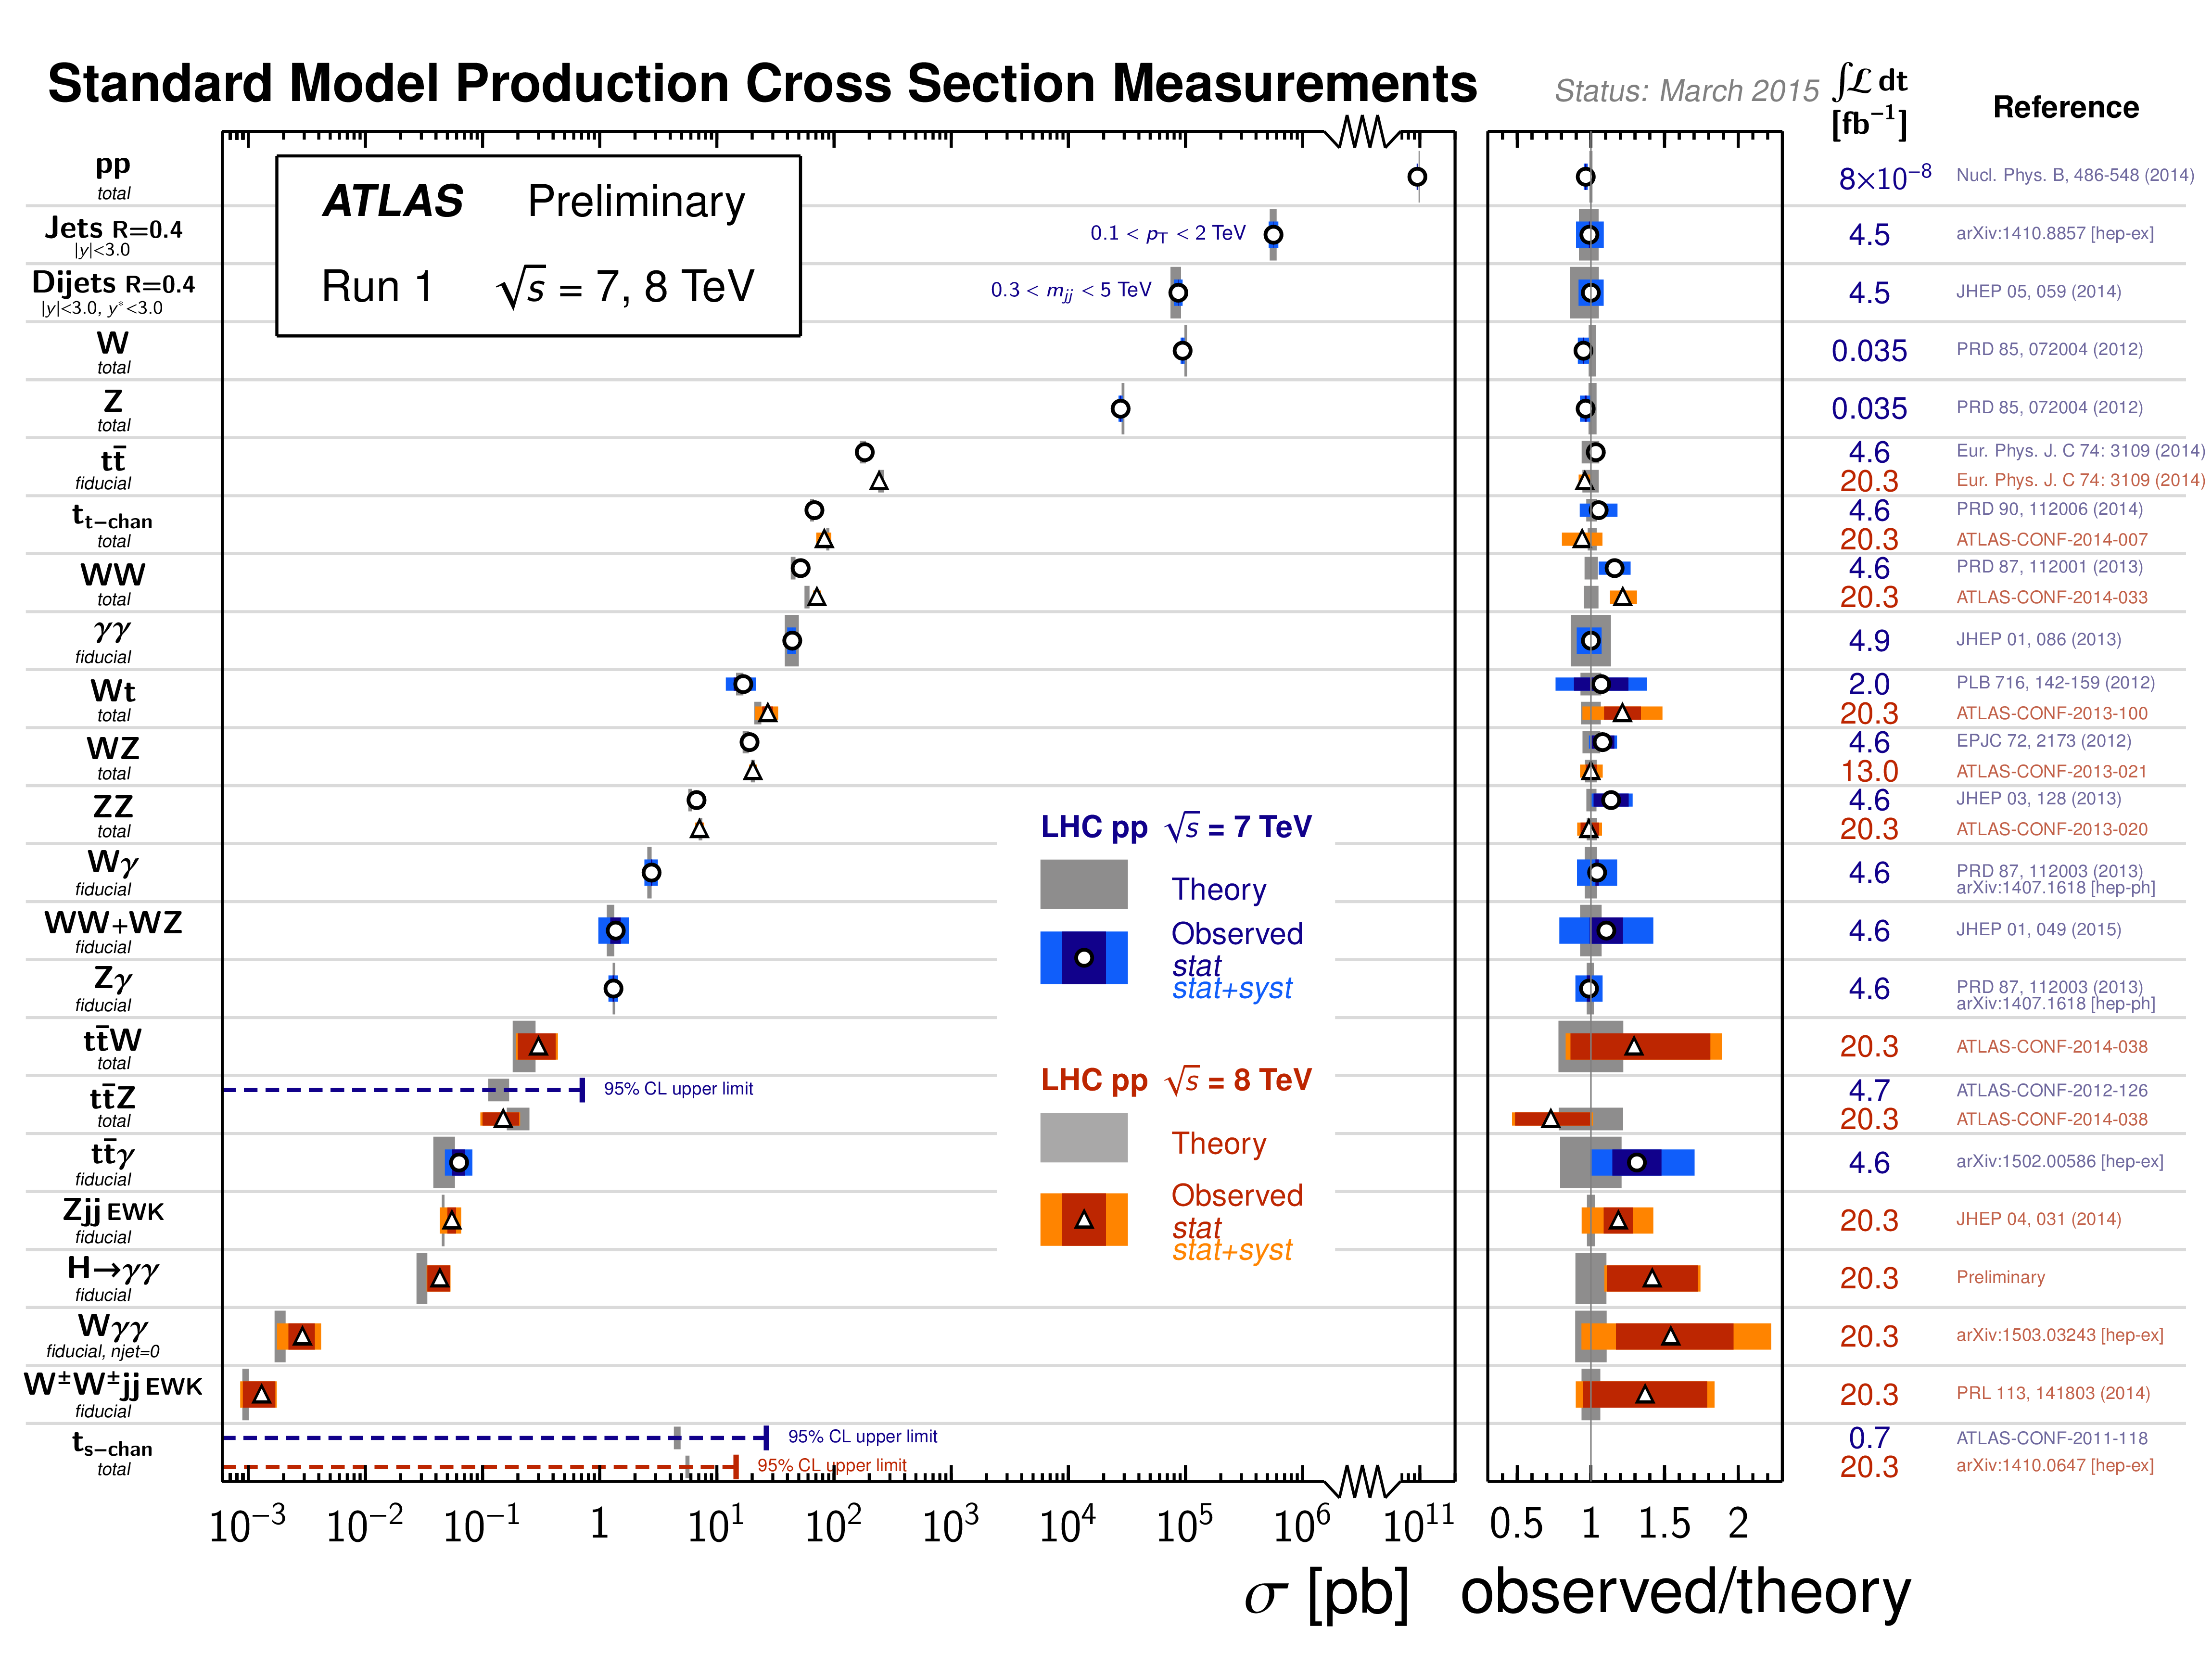 Standard Model Production Cross Section Measurements
Status: March 2015
∫ℒ dt
[fb⁻¹]
Reference
ATLAS Preliminary
Run 1 √s = 7, 8 TeV
pp
total
8×10⁻⁸
Nucl. Phys. B, 486-548 (2014)
Jets R=0.4
|y|<3.0
0.1 < pT < 2 TeV
4.5
arXiv:1410.8857 [hep-ex]
Dijets R=0.4
|y|<3.0, y*<3.0
0.3 < mjj < 5 TeV
4.5
JHEP 05, 059 (2014)
W
total
0.035
PRD 85, 072004 (2012)
Z
total
0.035
PRD 85, 072004 (2012)
tt̄
fiducial
4.6
Eur. Phys. J. C 74: 3109 (2014)
20.3
Eur. Phys. J. C 74: 3109 (2014)
tt−chan
total
4.6
PRD 90, 112006 (2014)
20.3
ATLAS-CONF-2014-007
WW
total
4.6
PRD 87, 112001 (2013)
20.3
ATLAS-CONF-2014-033
γγ
fiducial
4.9
JHEP 01, 086 (2013)
Wt
total
2.0
PLB 716, 142-159 (2012)
20.3
ATLAS-CONF-2013-100
WZ
total
4.6
EPJC 72, 2173 (2012)
13.0
ATLAS-CONF-2013-021
ZZ
total
4.6
JHEP 03, 128 (2013)
20.3
ATLAS-CONF-2013-020
Wγ
fiducial
4.6
PRD 87, 112003 (2013)
arXiv:1407.1618 [hep-ph]
WW+WZ
fiducial
4.6
JHEP 01, 049 (2015)
Zγ
fiducial
4.6
PRD 87, 112003 (2013)
arXiv:1407.1618 [hep-ph]
tt̄W
total
20.3
ATLAS-CONF-2014-038
tt̄Z
total
95% CL upper limit
4.7
ATLAS-CONF-2012-126
20.3
ATLAS-CONF-2014-038
tt̄γ
fiducial
4.6
arXiv:1502.00586 [hep-ex]
Zjj EWK
fiducial
20.3
JHEP 04, 031 (2014)
H→γγ
fiducial
20.3
Preliminary
Wγγ
fiducial, njet=0
20.3
arXiv:1503.03243 [hep-ex]
W±W±jj EWK
fiducial
20.3
PRL 113, 141803 (2014)
ts−chan
total
95% CL upper limit
0.7
ATLAS-CONF-2011-118
95% CL upper limit
20.3
arXiv:1410.0647 [hep-ex]
LHC pp √s = 7 TeV
Theory
Observed
stat
stat+syst
LHC pp √s = 8 TeV
Theory
Observed
stat
stat+syst
10⁻³ 10⁻² 10⁻¹ 1 10¹ 10² 10³ 10⁴ 10⁵ 10⁶ 10¹¹
0.5 1 1.5 2
σ [pb]
observed/theory